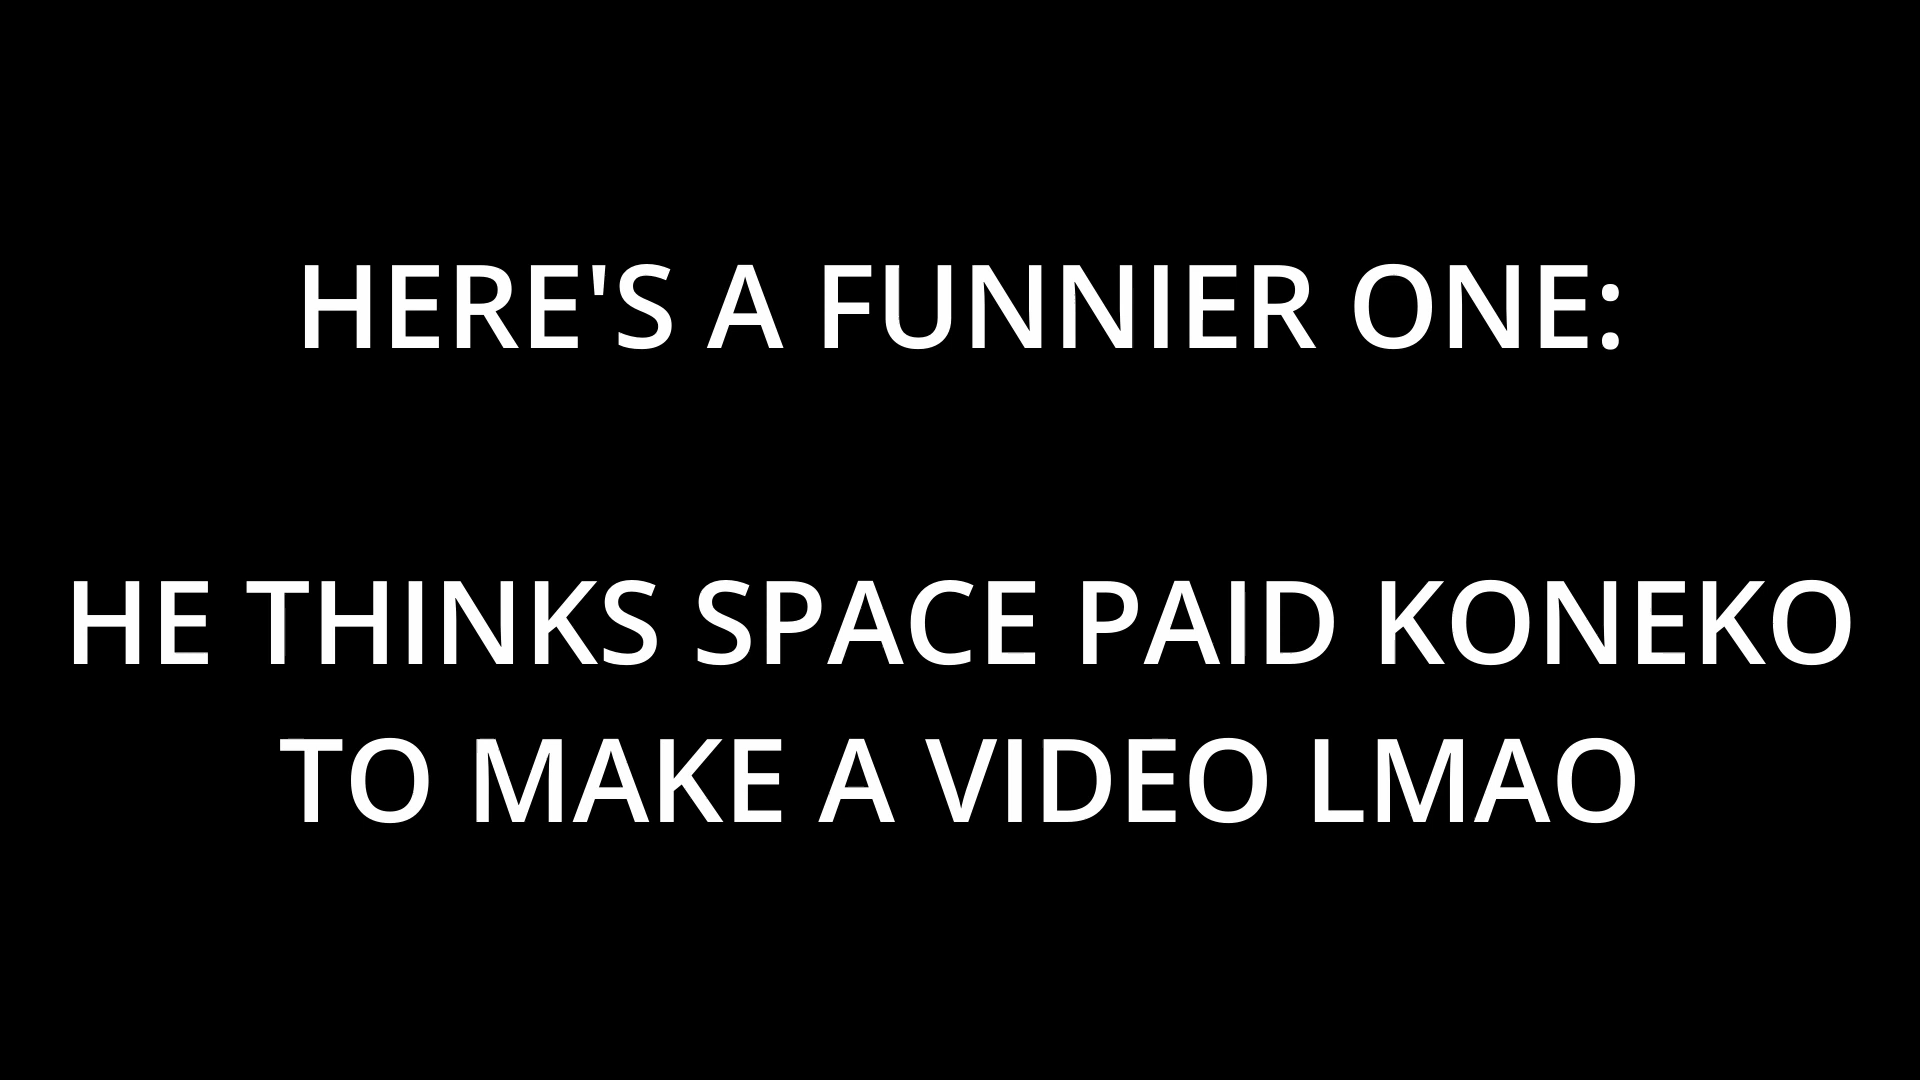 HERE'S A FUNNIER ONE:
HE THINKS SPACE PAID KONEKO
TO MAKE A VIDEO LMAO